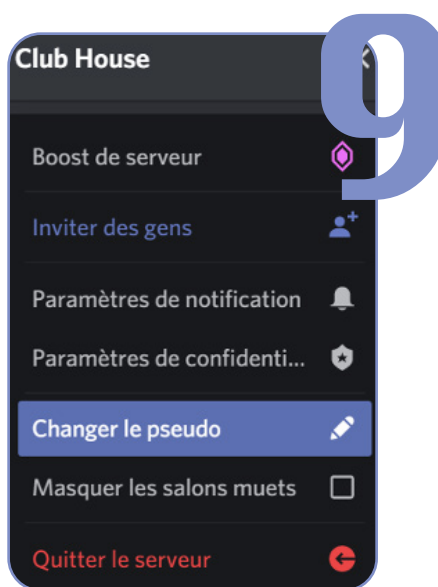 9
Club House
Boost de serveur
Inviter des gens
Paramètres de notification
Paramètres de confidenti...
Changer le pseudo
Masquer les salons muets
Quitter le serveur